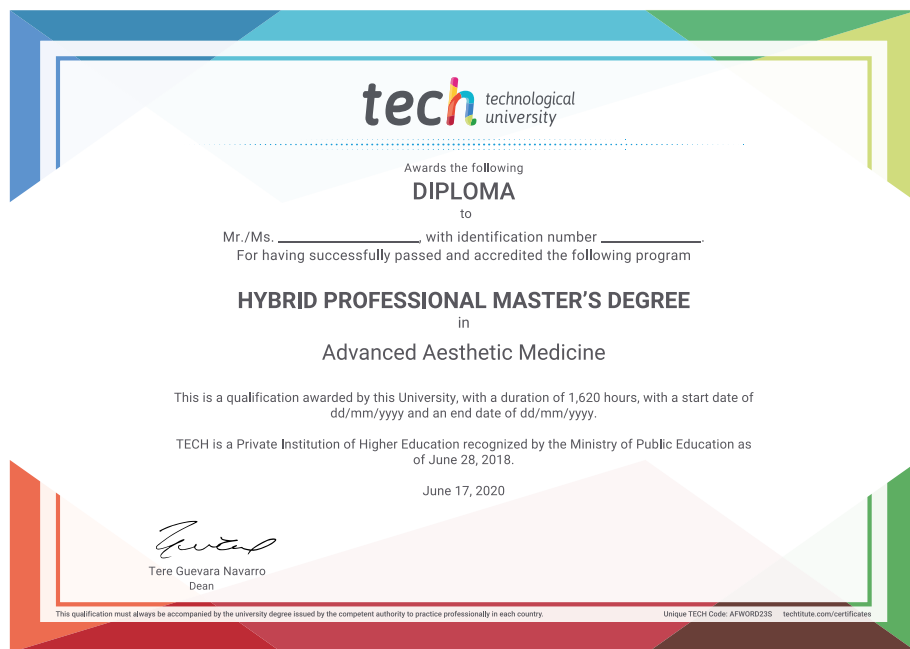 tech technological
university
Awards the following
DIPLOMA
to
Mr./Ms. ____________, with identification number ____________.
For having successfully passed and accredited the following program
HYBRID PROFESSIONAL MASTER'S DEGREE
in
Advanced Aesthetic Medicine
This is a qualification awarded by this University, with a duration of 1,620 hours, with a start date of
dd/mm/yyyy and an end date of dd/mm/yyyy.
TECH is a Private Institution of Higher Education recognized by the Ministry of Public Education as
of June 28, 2018.
June 17, 2020
Tere Guevara Navarro
Dean
This qualification must always be accompanied by the university degree issued by the competent authority to practice professionally in each country. Unique TECH Code: AFWORD23S techtitute.com/certificates